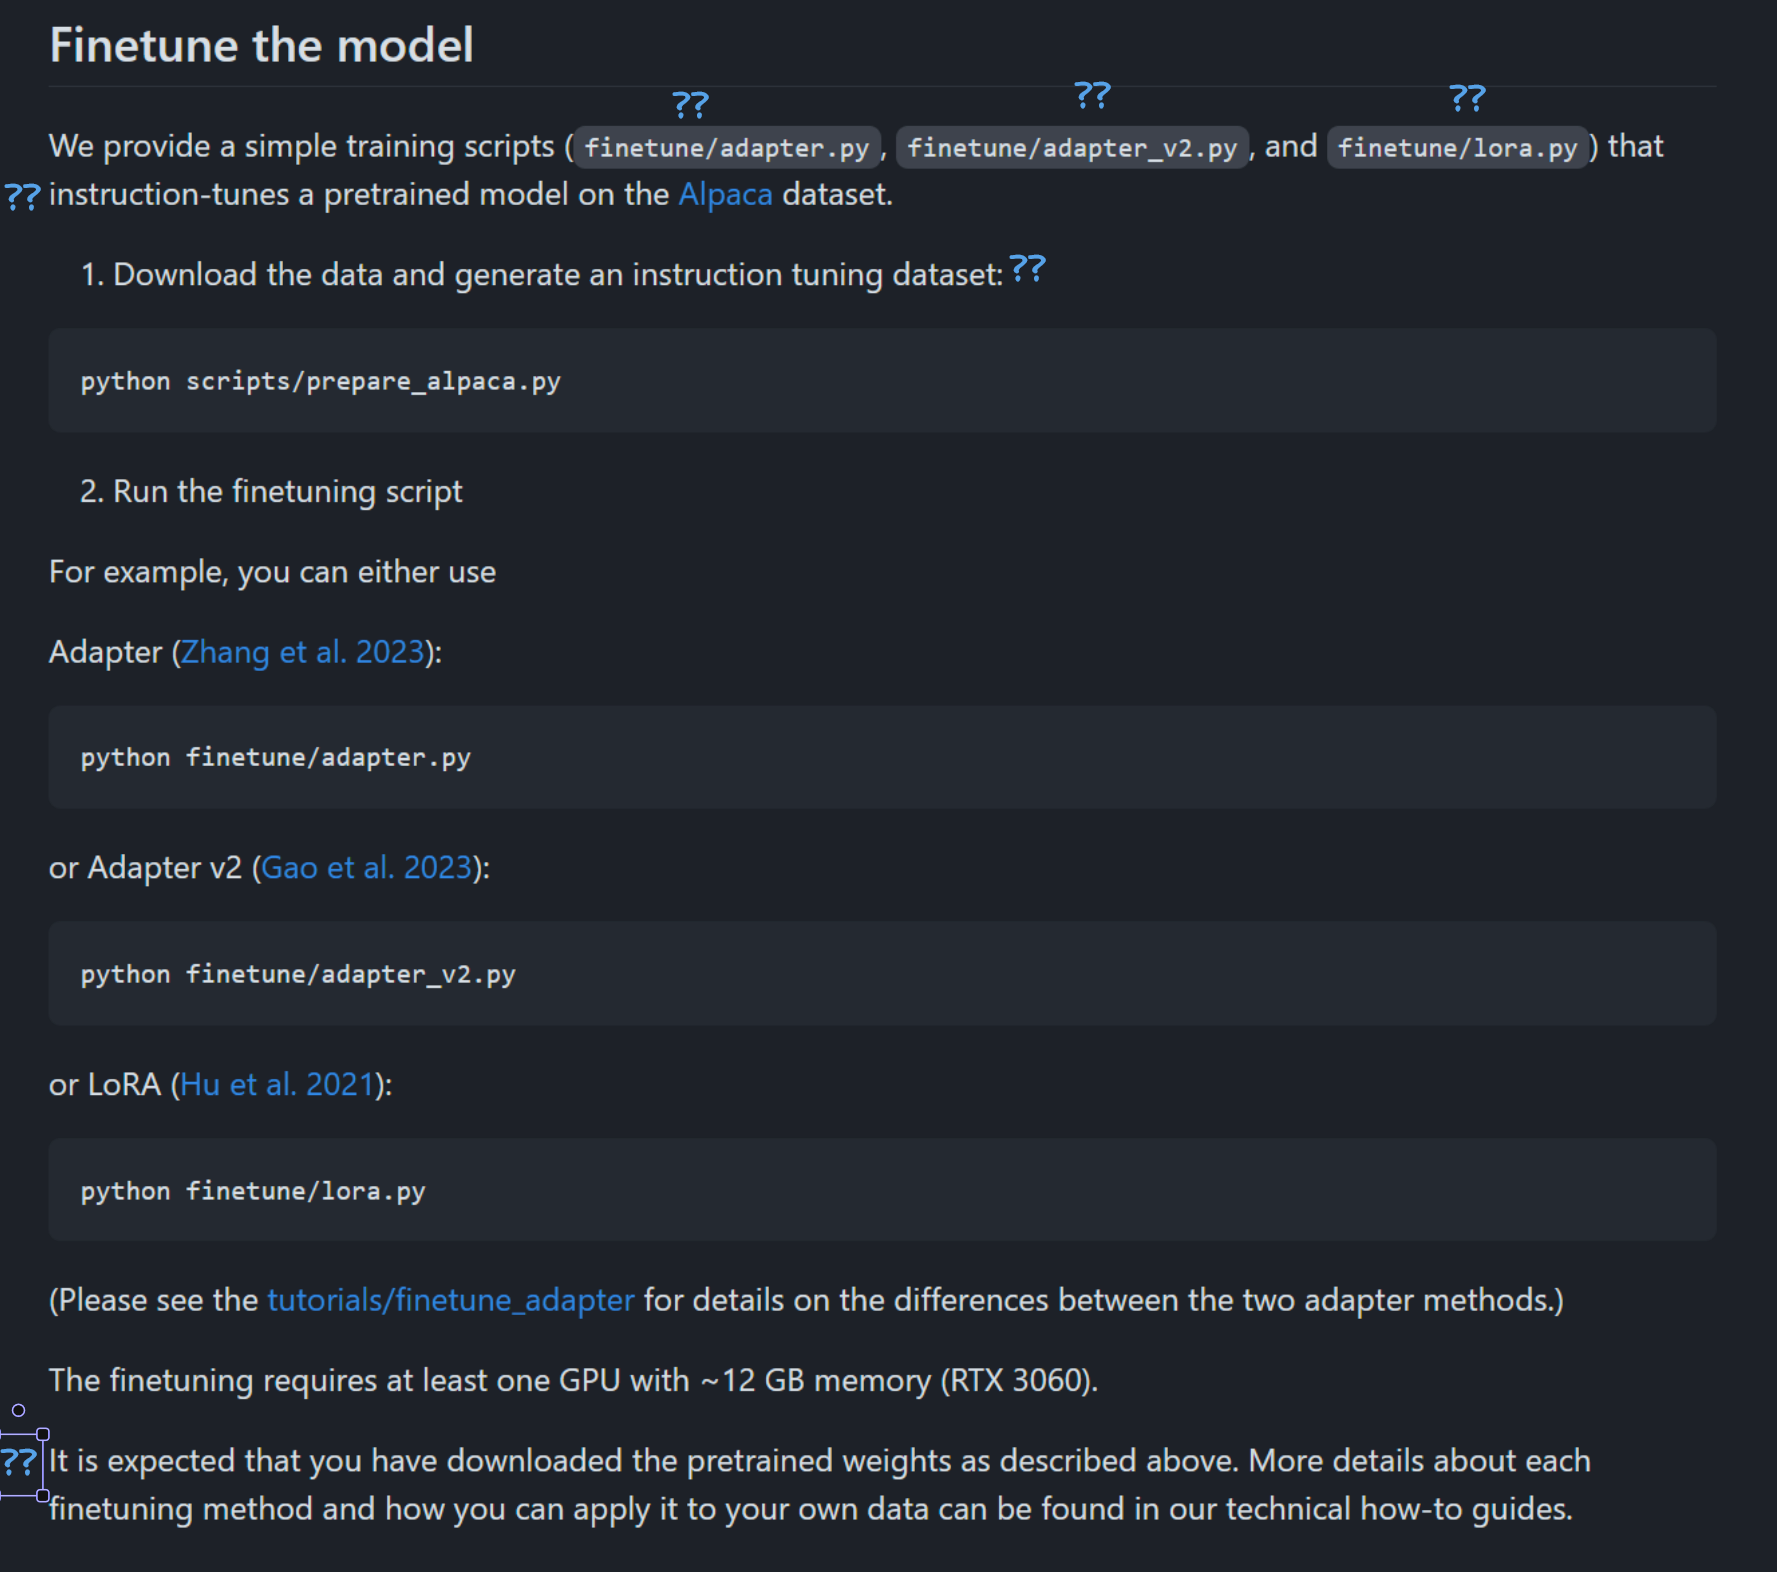 Finetune the model
?? ?? ??
We provide a simple training scripts (finetune/adapter.py, finetune/adapter_v2.py, and finetune/lora.py) that
?? instruction-tunes a pretrained model on the Alpaca dataset.
1. Download the data and generate an instruction tuning dataset: ??
python scripts/prepare_alpaca.py
2. Run the finetuning script
For example, you can either use
Adapter (Zhang et al. 2023):
python finetune/adapter.py
or Adapter v2 (Gao et al. 2023):
python finetune/adapter_v2.py
or LoRA (Hu et al. 2021):
python finetune/lora.py
(Please see the tutorials/finetune_adapter for details on the differences between the two adapter methods.)
The finetuning requires at least one GPU with ~12 GB memory (RTX 3060).
?? It is expected that you have downloaded the pretrained weights as described above. More details about each
finetuning method and how you can apply it to your own data can be found in our technical how-to guides.